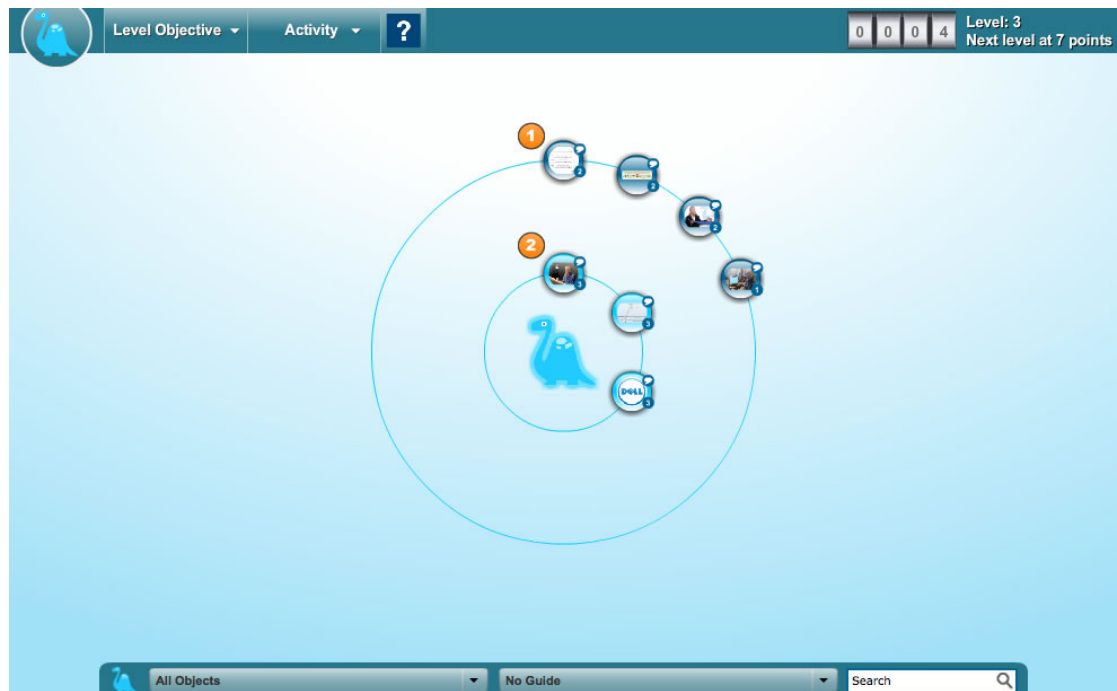 Level Objective
Activity
?
0 0 0 4
Level: 3
Next level at 7 points
1
2
2
2
2
3
1
3
DELL
3
All Objects
No Guide
Search